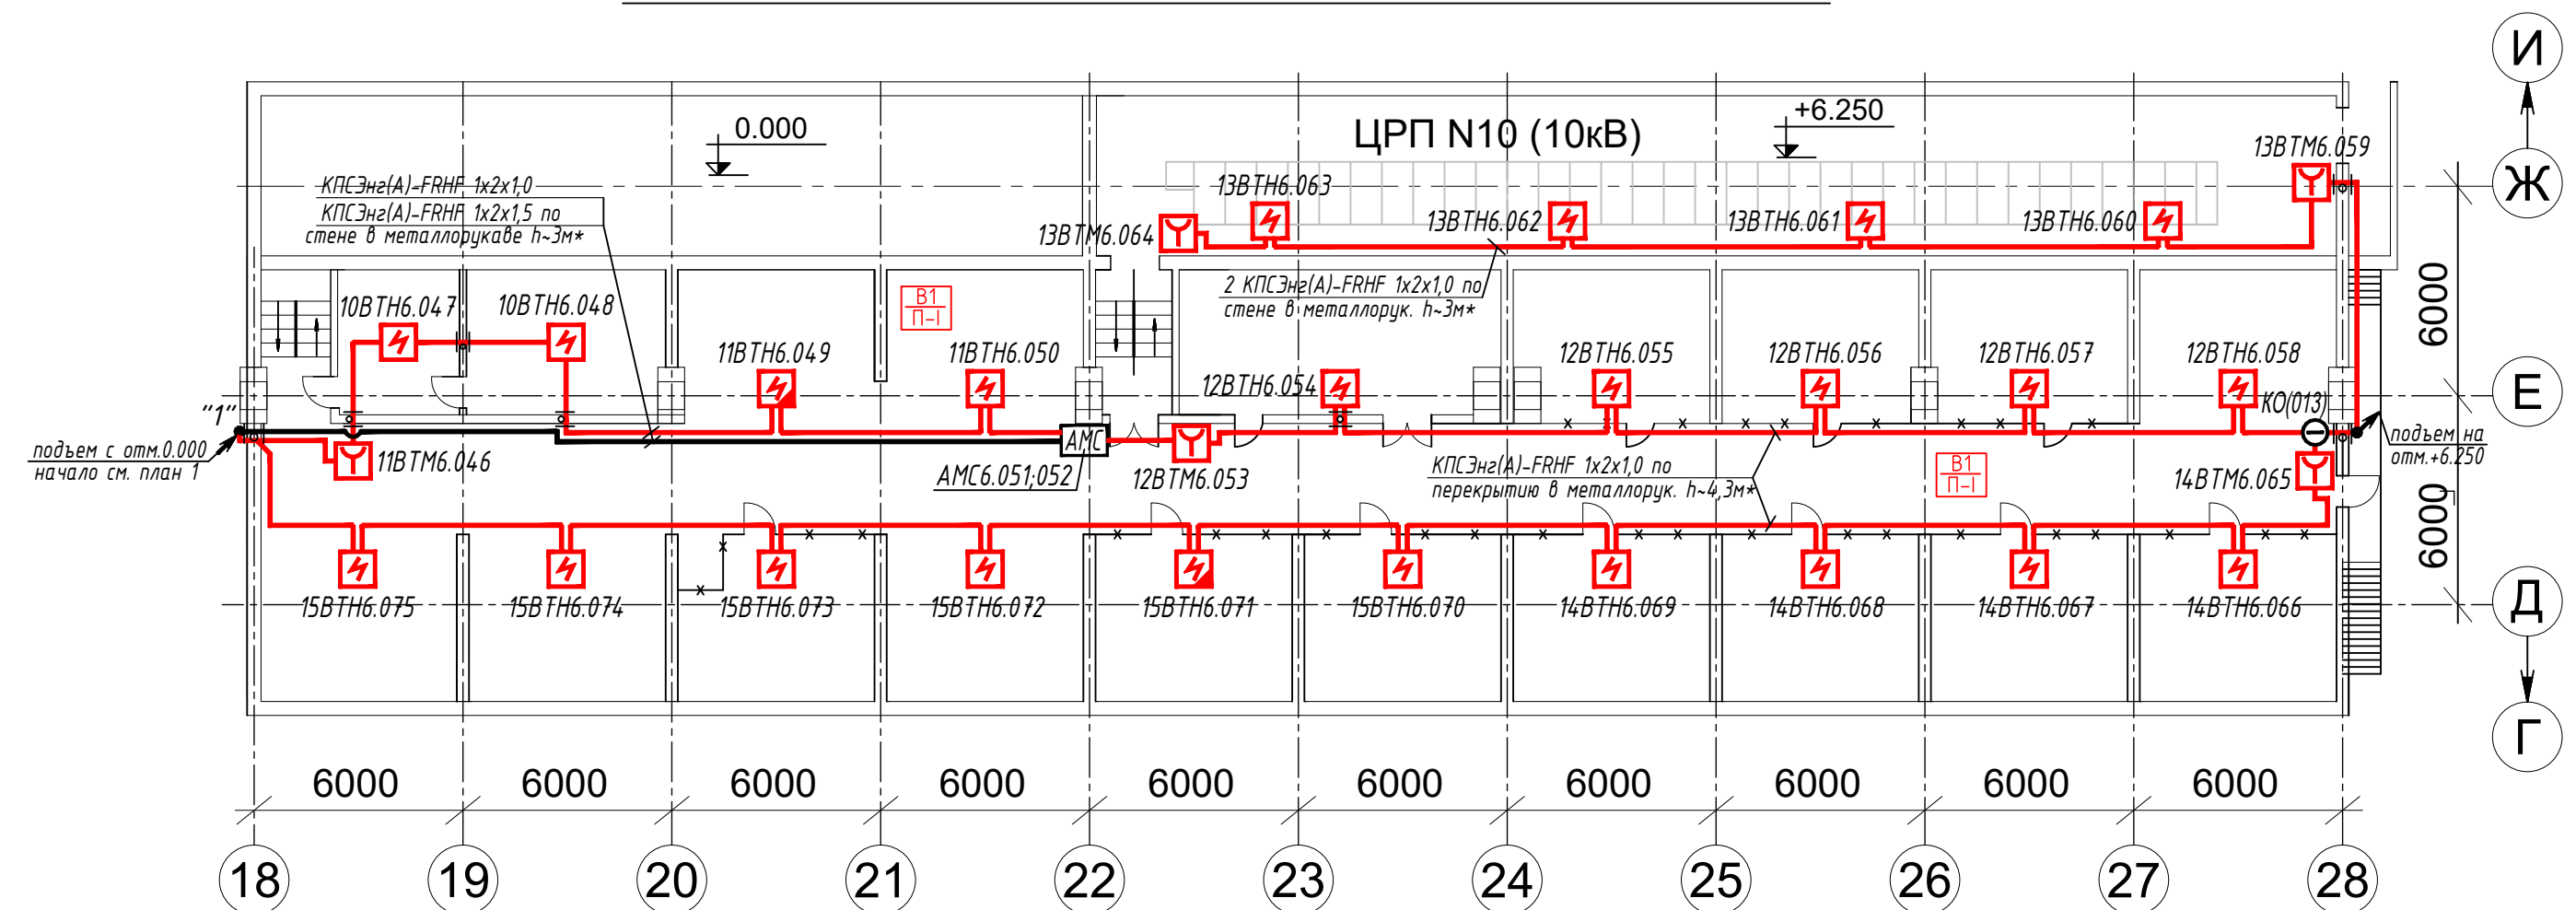 И
0.000
ЦРП N10 (10кВ)
+6.250
13ВТМ6.059
Ж
КПСЭнг(А)-FRHF 1х2х1,0
КПСЭнг(А)-FRHF 1х2х1,5 по
стене в металлорукаве h~3м*
13ВТН6.063
13ВТМ6.064
13ВТН6.062
13ВТН6.061
13ВТН6.060
2 КПСЭнг(А)-FRHF 1х2х1,0 по
стене в металлорук. h~3м*
6000
10ВТН6.047
10ВТН6.048
В1
П-I
11ВТН6.049
11ВТН6.050
12ВТН6.054
12ВТН6.055
12ВТН6.056
12ВТН6.057
12ВТН6.058
КО(013)
Е
"1"
подъем с отм.0.000
начало см. план 1
11ВТМ6.046
АМС
АМС6.051;052
12ВТМ6.053
КПСЭнг(А)-FRHF 1х2х1,0 по
перекрытию в металлорук. h~4,3м*
В1
П-I
14ВТМ6.065
подъем на
отм.+6.250
6000
15ВТН6.075
15ВТН6.074
15ВТН6.073
15ВТН6.072
15ВТН6.071
15ВТН6.070
14ВТН6.069
14ВТН6.068
14ВТН6.067
14ВТН6.066
Д
Г
6000 6000 6000 6000 6000 6000 6000 6000 6000 6000
18 19 20 21 22 23 24 25 26 27 28